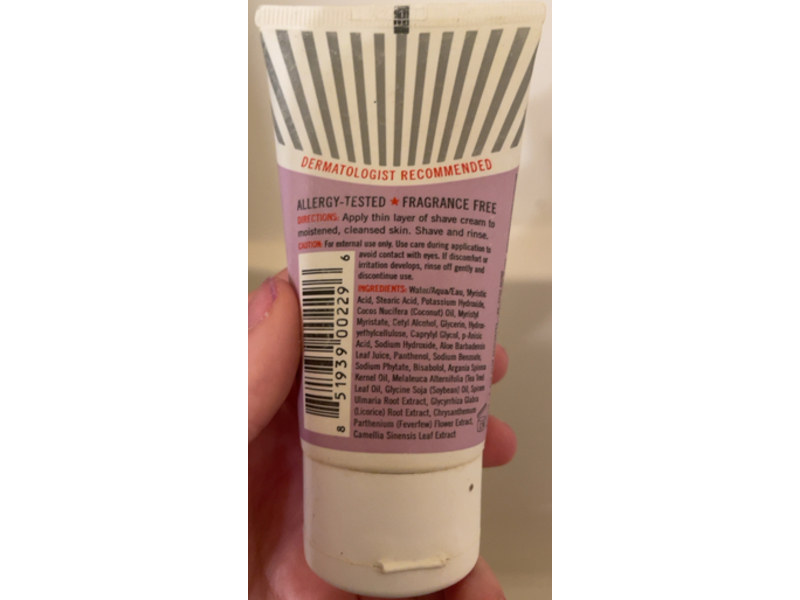 DERMATOLOGIST RECOMMENDED
ALLERGY-TESTED ★ FRAGRANCE FREE
DIRECTIONS: Apply thin layer of shave cream to
moistened, cleansed skin. Shave and rinse.
CAUTION: For external use only. Use care during application to
avoid contact with eyes. If discomfort or
irritation develops, rinse off gently and
discontinue use.
INGREDIENTS: Water/Aqua/Eau, Myristic
Acid, Stearic Acid, Potassium Hydroxide,
Cocos Nucifera (Coconut) Oil, Myristyl
Myristate, Cetyl Alcohol, Glycerin, Hydrox-
yethylcellulose, Caprylyl Glycol, p-Anisic
Acid, Sodium Hydroxide, Aloe Barbadensis
Leaf Juice, Panthenol, Sodium Benzoate,
Sodium Phytate, Bisabolol, Argania Spinosa
Kernel Oil, Melaleuca Alternifolia (Tea Tree)
Leaf Oil, Glycine Soja (Soybean) Oil, Spiraea
Ulmaria Root Extract, Glycyrrhiza Glabra
(Licorice) Root Extract, Chrysanthemum
Parthenium (Feverfew) Flower Extract,
Camellia Sinensis Leaf Extract
8 51939 00229 6